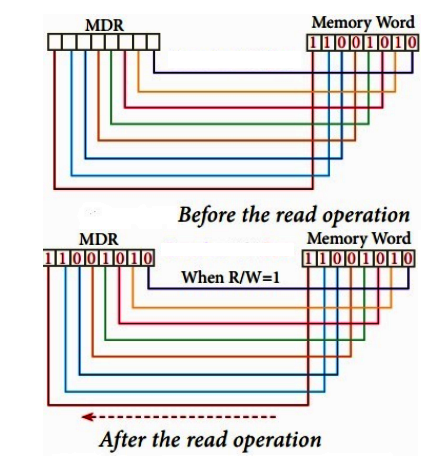 MDR Memory Word
1 1 0 0 1 0 1 0
Before the read operation
MDR Memory Word
1 1 0 0 1 0 1 0 1 1 0 0 1 0 1 0
When R/W=1
After the read operation